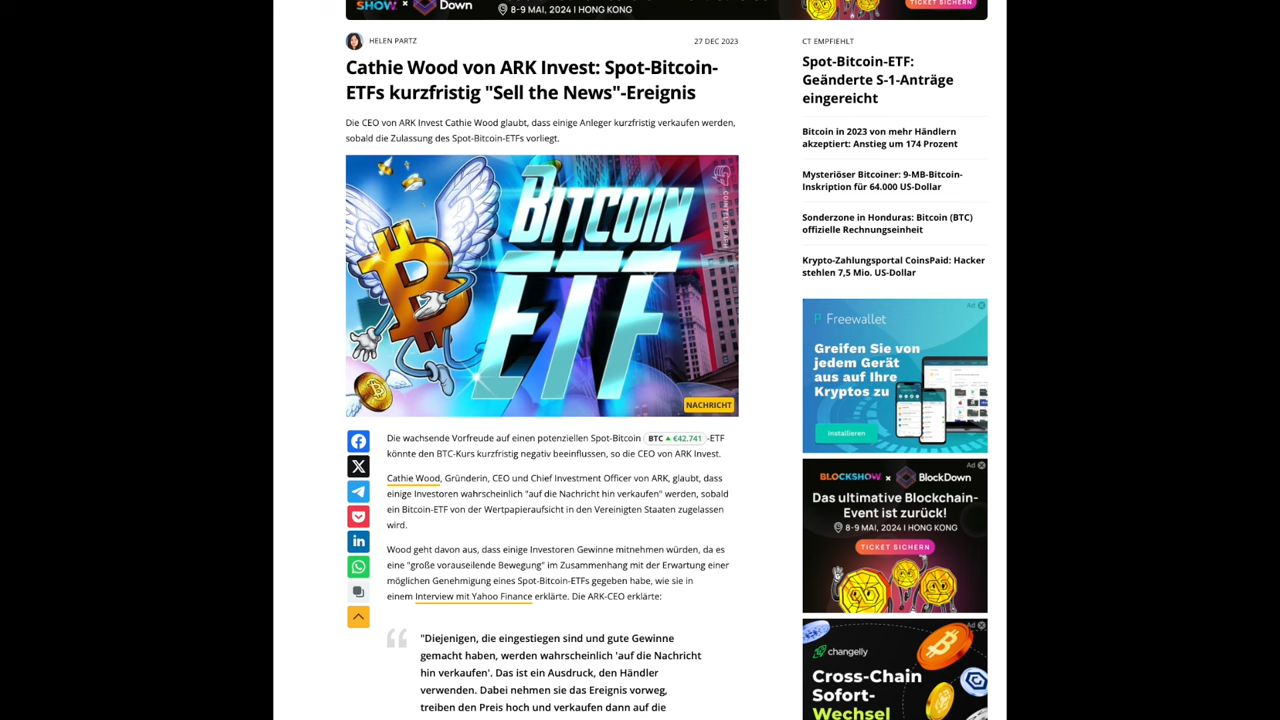 SHOW x Down
8-9 MAI, 2024 | HONG KONG
TICKET SICHERN
HELEN PARTZ
27 DEC 2023
Cathie Wood von ARK Invest: Spot-Bitcoin-
ETFs kurzfristig "Sell the News"-Ereignis
Die CEO von ARK Invest Cathie Wood glaubt, dass einige Anleger kurzfristig verkaufen werden,
sobald die Zulassung des Spot-Bitcoin-ETFs vorliegt.
BITCOIN
ETF
COINTELEGRAPH
NACHRICHT
Die wachsende Vorfreude auf einen potenziellen Spot-Bitcoin BTC €42.741 -ETF
könnte den BTC-Kurs kurzfristig negativ beeinflussen, so die CEO von ARK Invest.
Cathie Wood, Gründerin, CEO und Chief Investment Officer von ARK, glaubt, dass
einige Investoren wahrscheinlich "auf die Nachricht hin verkaufen" werden, sobald
ein Bitcoin-ETF von der Wertpapieraufsicht in den Vereinigten Staaten zugelassen
wird.
Wood geht davon aus, dass einige Investoren Gewinne mitnehmen würden, da es
eine "große vorauseilende Bewegung" im Zusammenhang mit der Erwartung einer
möglichen Genehmigung eines Spot-Bitcoin-ETFs gegeben habe, wie sie in
einem Interview mit Yahoo Finance erklärte. Die ARK-CEO erklärte:
"Diejenigen, die eingestiegen sind und gute Gewinne
gemacht haben, werden wahrscheinlich 'auf die Nachricht
hin verkaufen'. Das ist ein Ausdruck, den Händler
verwenden. Dabei nehmen sie das Ereignis vorweg,
treiben den Preis hoch und verkaufen dann auf die
CT EMPFIEHLT
Spot-Bitcoin-ETF:
Geänderte S-1-Anträge
eingereicht
Bitcoin in 2023 von mehr Händlern
akzeptiert: Anstieg um 174 Prozent
Mysteriöser Bitcoiner: 9-MB-Bitcoin-
Inskription für 64.000 US-Dollar
Sonderzone in Honduras: Bitcoin (BTC)
offizielle Rechnungseinheit
Krypto-Zahlungsportal CoinsPaid: Hacker
stehlen 7,5 Mio. US-Dollar
Ad
Freewallet
Greifen Sie von
jedem Gerät
aus auf Ihre
Kryptos zu
Installieren
Ad
BLOCKSHOW x BlockDown
Das ultimative Blockchain-
Event ist zurück!
8-9 MAI, 2024 | HONG KONG
TICKET SICHERN
Ad
changelly
Cross-Chain
Sofort-
Wechsel